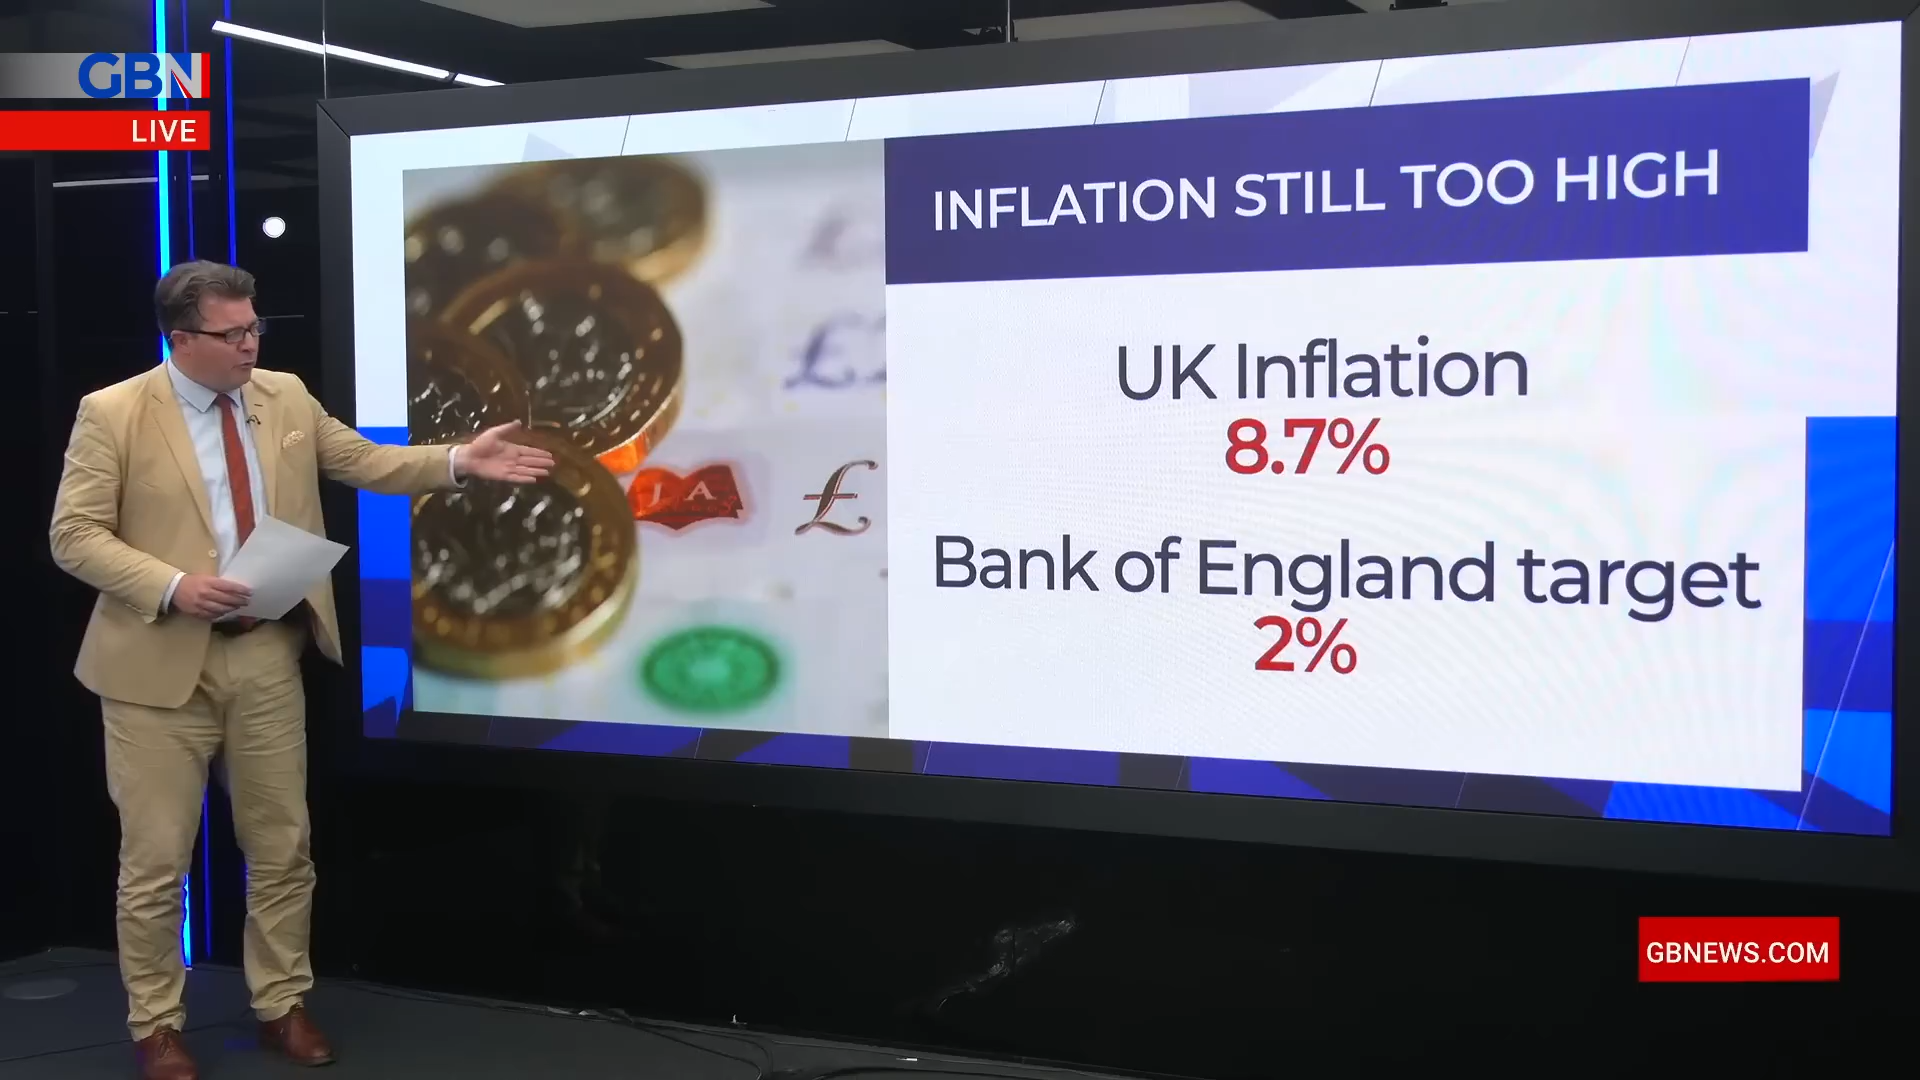 GBN
LIVE
INFLATION STILL TOO HIGH
UK Inflation
8.7%
Bank of England target
2%
£
J A
£
GBNEWS.COM